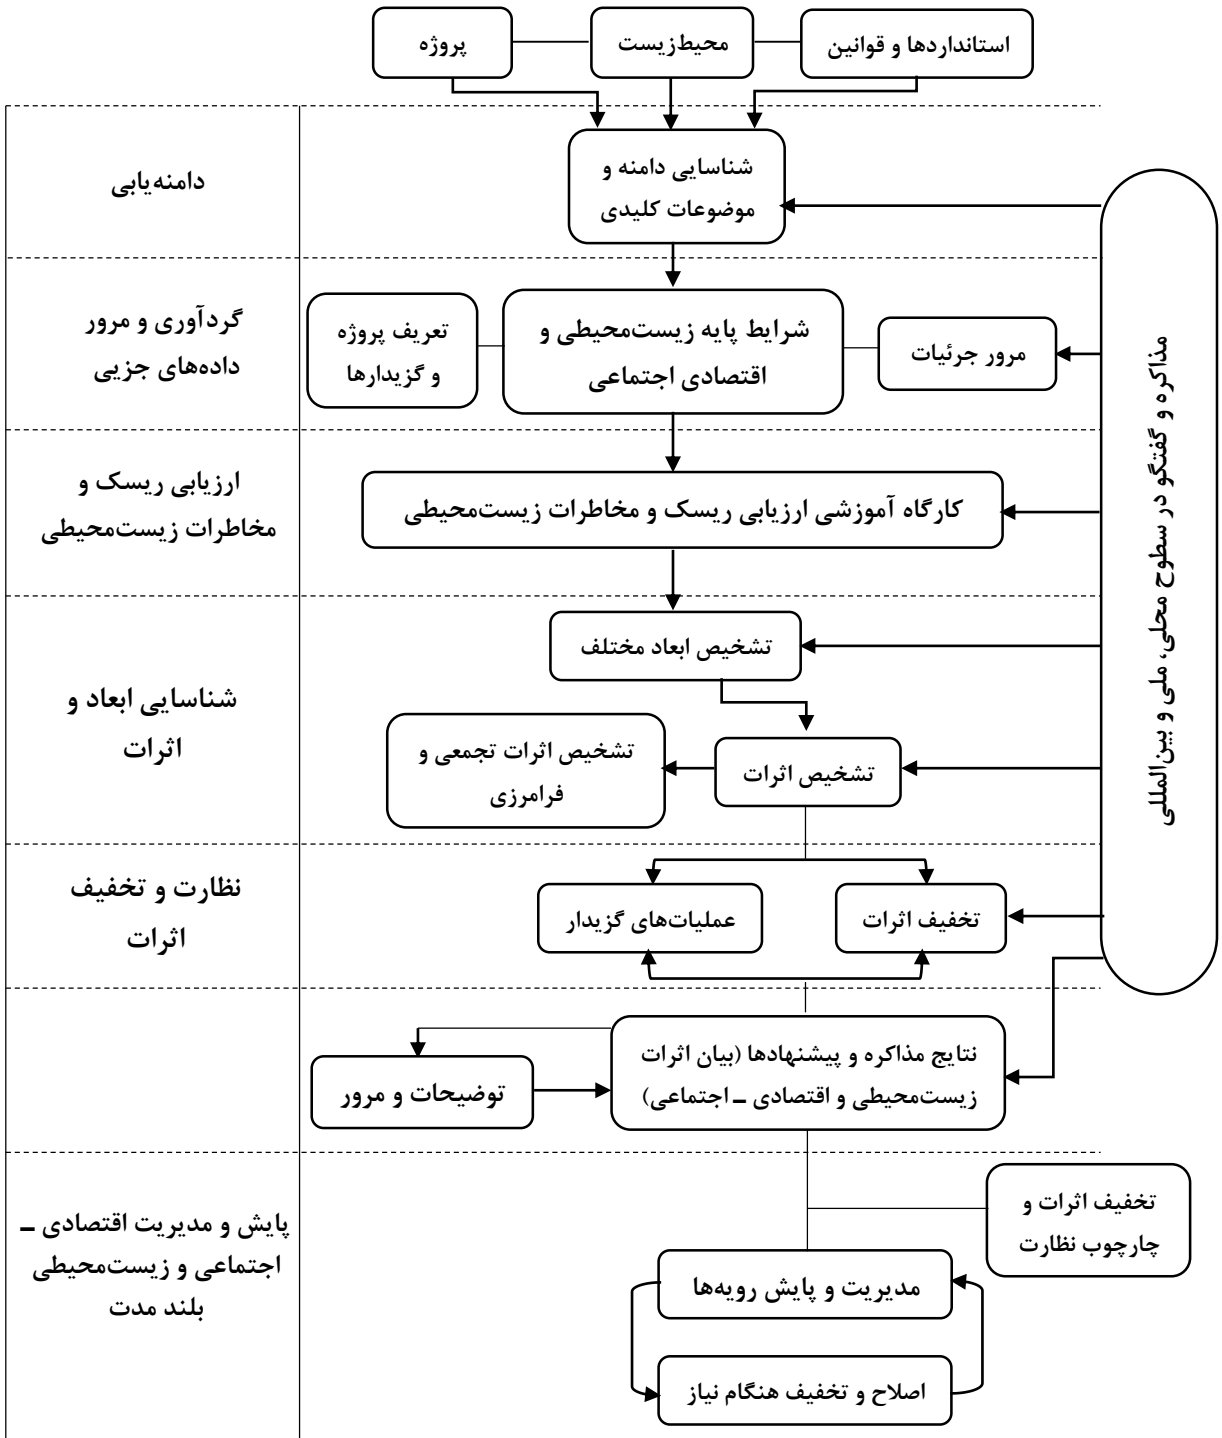 استانداردها و قوانین
محیط‌زیست
پروژه
دامنه‌یابی
شناسایی دامنه و
موضوعات کلیدی
گردآوری و مرور
داده‌های جزیی
مرور جرئیات
شرایط پایه زیست‌محیطی و
اقتصادی اجتماعی
تعریف پروژه
و گزیدارها
ارزیابی ریسک و
مخاطرات زیست‌محیطی
کارگاه آموزشی ارزیابی ریسک و مخاطرات زیست‌محیطی
شناسایی ابعاد و
اثرات
تشخیص ابعاد مختلف
تشخیص اثرات
تشخیص اثرات تجمعی و
فرامرزی
نظارت و تخفیف
اثرات
تخفیف اثرات
عملیات‌های گزیدار
نتایج مذاکره و پیشنهادها (بیان اثرات
زیست‌محیطی و اقتصادی – اجتماعی)
توضیحات و مرور
پایش و مدیریت اقتصادی –
اجتماعی و زیست‌محیطی
بلند مدت
تخفیف اثرات و
چارچوب نظارت
مدیریت و پایش رویه‌ها
اصلاح و تخفیف هنگام نیاز
مذاکره و گفتگو در سطوح محلی، ملی و بین‌المللی